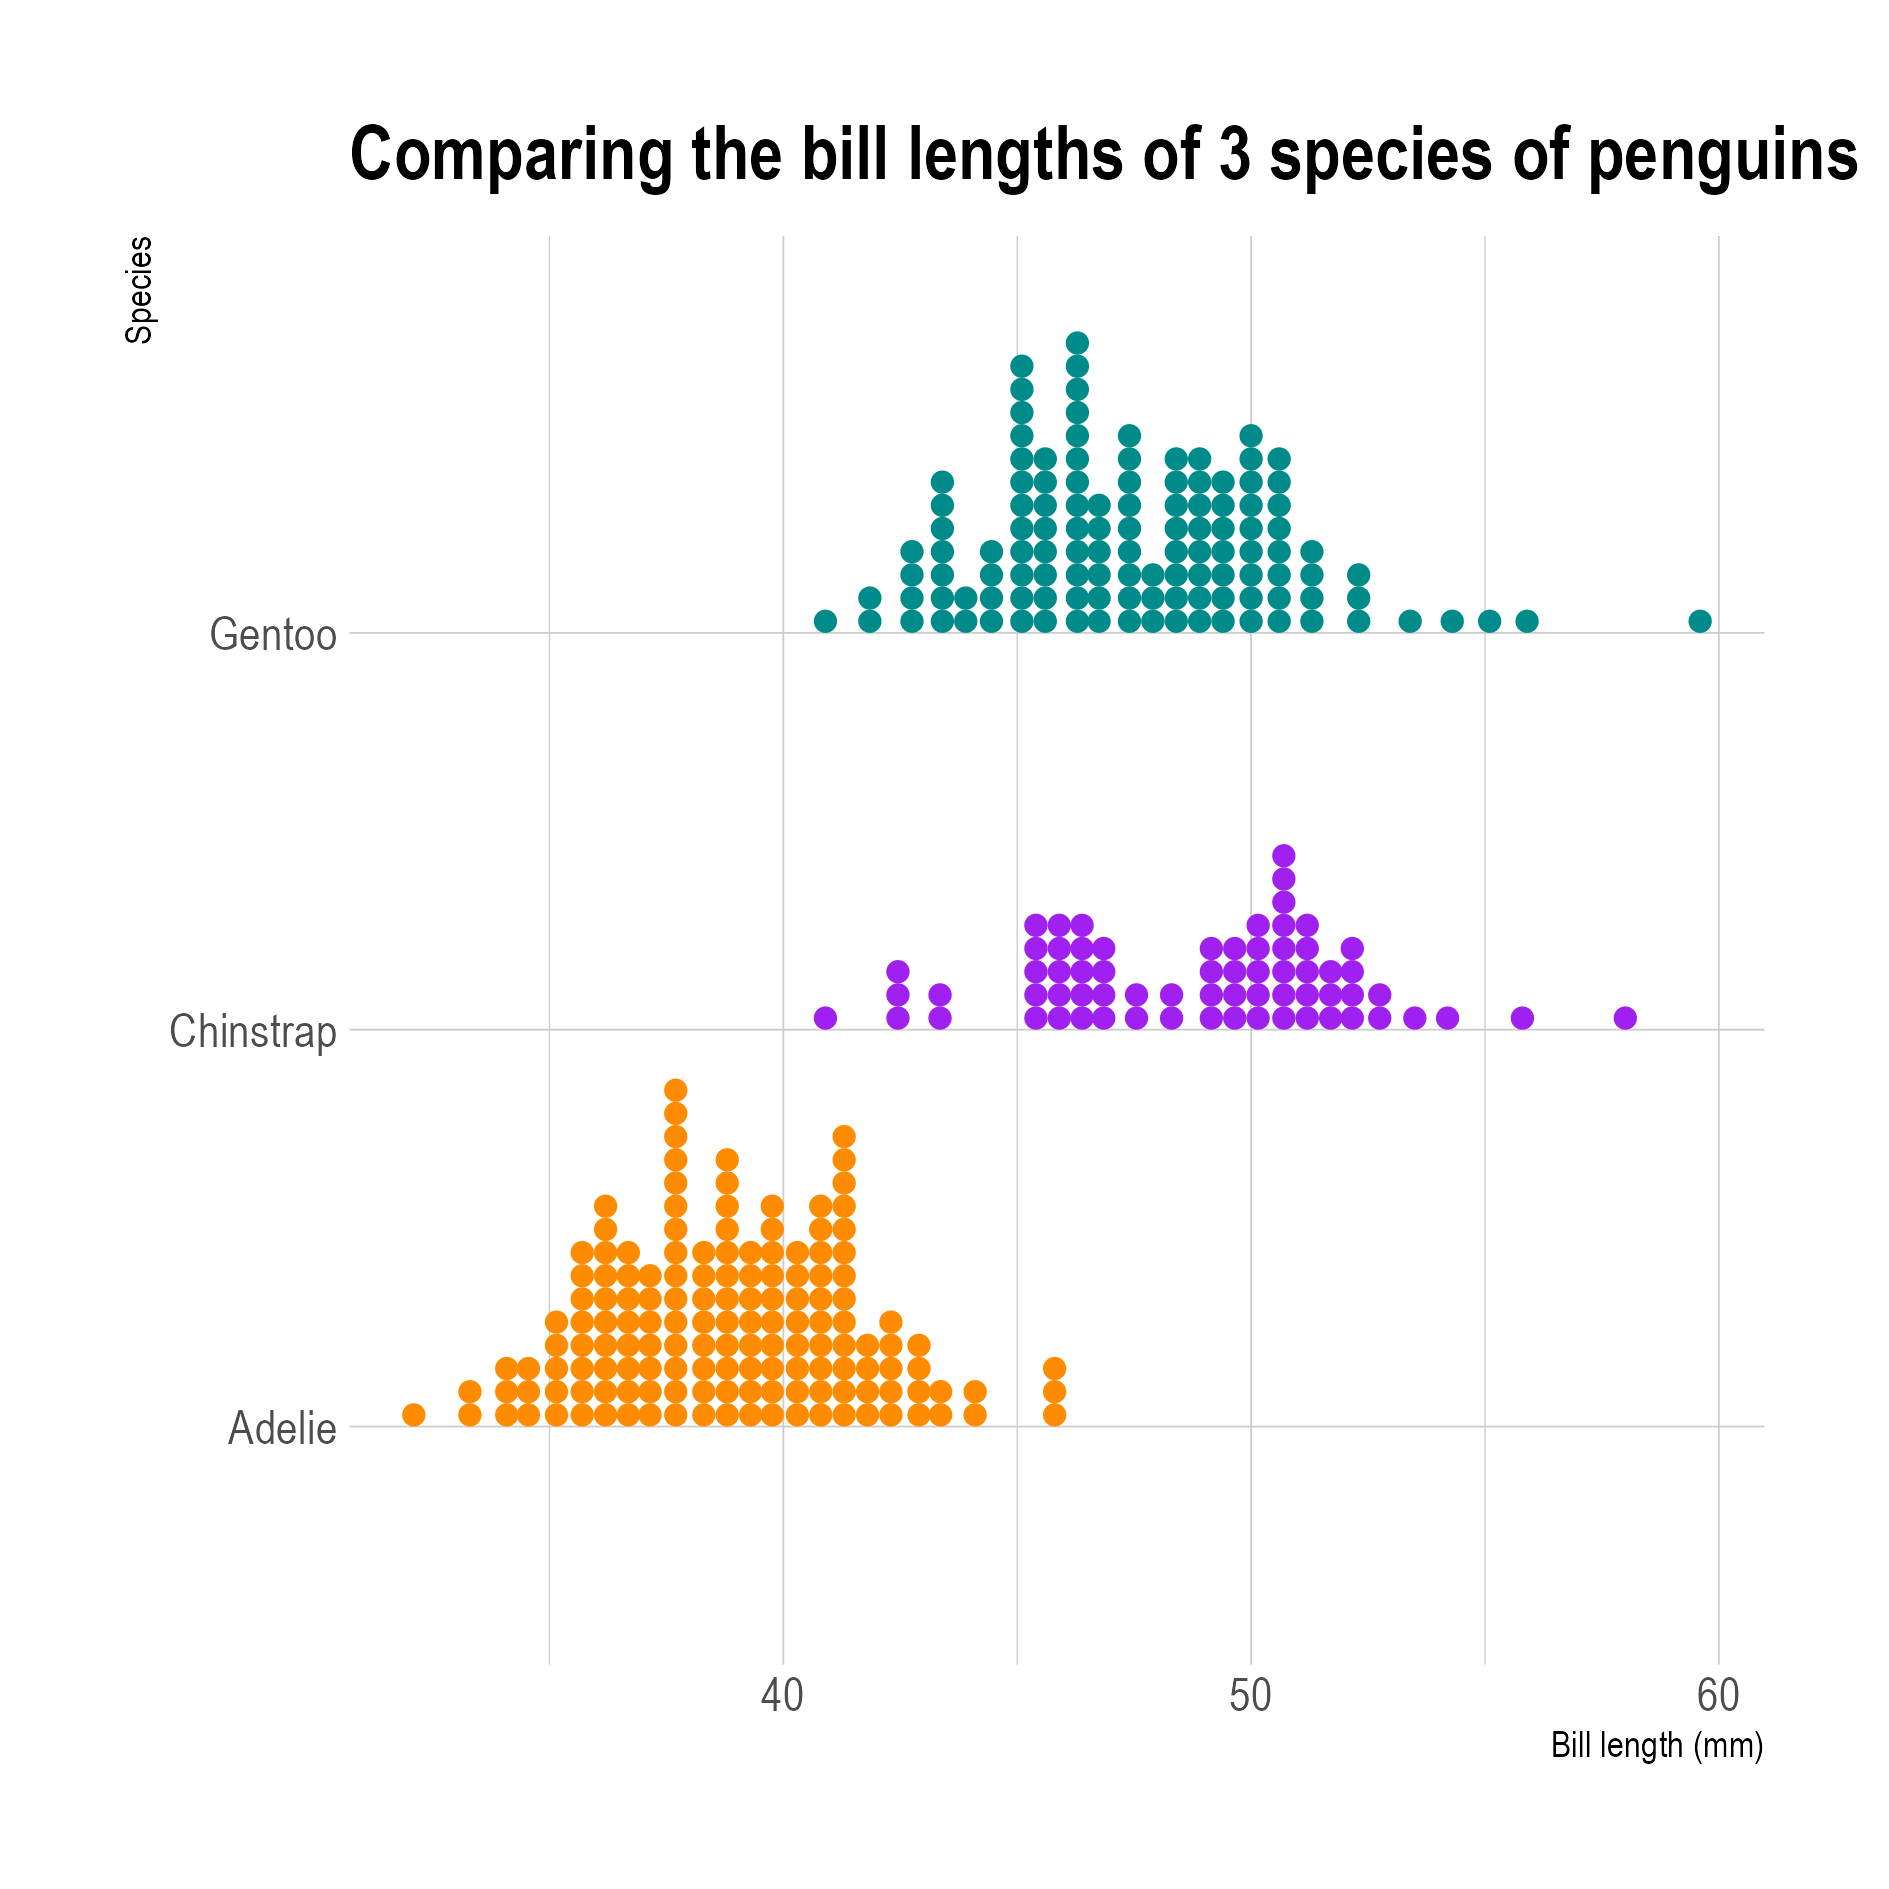 Comparing the bill lengths of 3 species of penguins
Species
Gentoo
Chinstrap
Adelie
40 50 60
Bill length (mm)